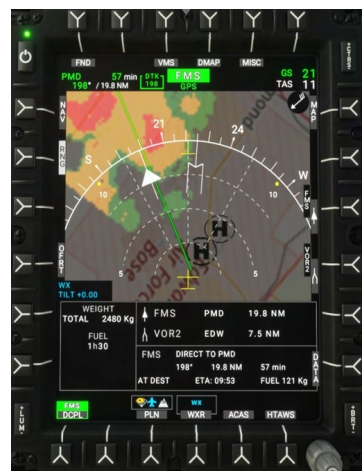 FND VMS DMAP MISC
PMD 57 min
198° / 19.8 NM
DTK
198
FMS
GPS
GS 21
TAS 11
NAV
MAP
RNG
FMS
OFRT
VOR2
S 21 24 W
10 10
5 5
H
H
Air Force
Base
WX
TILT +0.00
WEIGHT
TOTAL 2480 Kg
FUEL
1h30
FMS PMD 19.8 NM
VOR2 EDW 7.5 NM
FMS DIRECT TO PMD
198° 19.8 NM 57 min
AT DEST ETA: 09:53 FUEL 121 Kg
DATA
FMS
DCPL
PLN
WX
WXR
ACAS
HTAWS
+LUM-
+BRT-